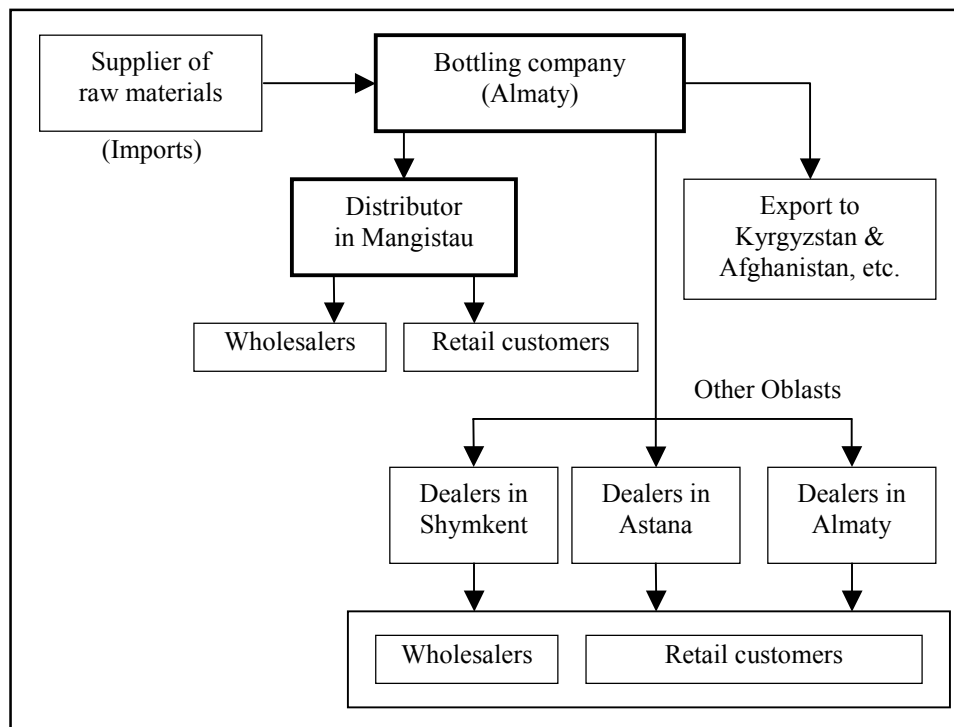 Supplier of
raw materials
(Imports)
Bottling company
(Almaty)
Distributor
in Mangistau
Export to
Kyrgyzstan &
Afghanistan, etc.
Wholesalers
Retail customers
Other Oblasts
Dealers in
Shymkent
Dealers in
Astana
Dealers in
Almaty
Wholesalers
Retail customers